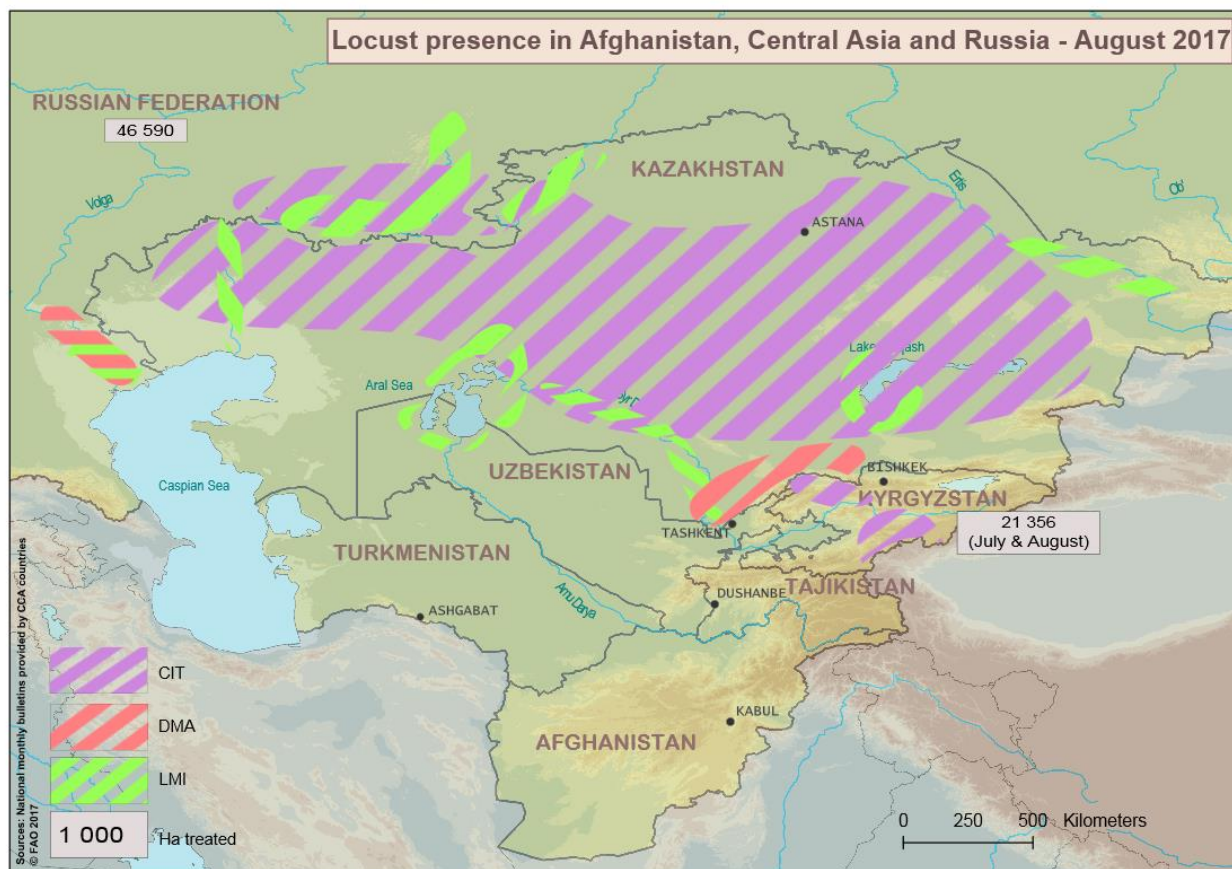 Locust presence in Afghanistan, Central Asia and Russia - August 2017
RUSSIAN FEDERATION
46 590
KAZAKHSTAN
Volga
Ertis
Ob'
ASTANA
Aral Sea
UZBEKISTAN
BISHKEK
KYRGYZSTAN
Caspian Sea
TASHKENT
21 356
(July & August)
TURKMENISTAN
TAJIKISTAN
DUSHANBE
Amu Darya
ASHGABAT
KABUL
AFGHANISTAN
CIT
DMA
LMI
1 000
Ha treated
0 250 500 Kilometers
Sources: National monthly bulletins provided by CCA countries
© FAO 2017